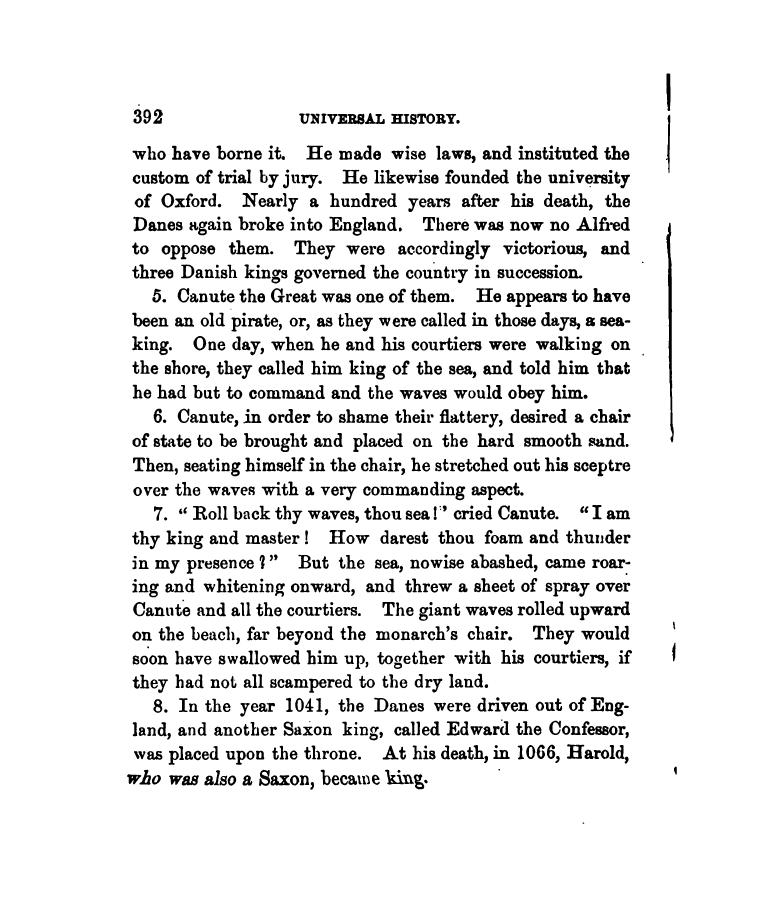 392 UNIVERSAL HISTORY.
who have borne it. He made wise laws, and instituted the
custom of trial by jury. He likewise founded the university
of Oxford. Nearly a hundred years after his death, the
Danes again broke into England. There was now no Alfred
to oppose them. They were accordingly victorious, and
three Danish kings governed the country in succession.
5. Canute the Great was one of them. He appears to have
been an old pirate, or, as they were called in those days, a sea-
king. One day, when he and his courtiers were walking on
the shore, they called him king of the sea, and told him that
he had but to command and the waves would obey him.
6. Canute, in order to shame their flattery, desired a chair
of state to be brought and placed on the hard smooth sand.
Then, seating himself in the chair, he stretched out his sceptre
over the waves with a very commanding aspect.
7. "Roll back thy waves, thou sea!" cried Canute. "I am
thy king and master! How darest thou foam and thunder
in my presence?" But the sea, nowise abashed, came roar-
ing and whitening onward, and threw a sheet of spray over
Canute and all the courtiers. The giant waves rolled upward
on the beach, far beyond the monarch's chair. They would
soon have swallowed him up, together with his courtiers, if
they had not all scampered to the dry land.
8. In the year 1041, the Danes were driven out of Eng-
land, and another Saxon king, called Edward the Confessor,
was placed upon the throne. At his death, in 1066, Harold,
who was also a Saxon, became king.